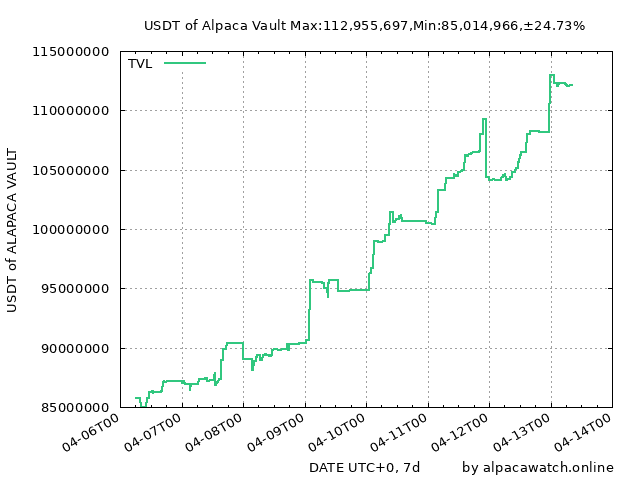 USDT of Alpaca Vault Max:112,955,697,Min:85,014,966,±24.73%
TVL
115000000
110000000
105000000
100000000
95000000
90000000
85000000
USDT of ALAPACA VAULT
04-06T00
04-07T00
04-08T00
04-09T00
04-10T00
04-11T00
04-12T00
04-13T00
04-14T00
DATE UTC+0, 7d
by alpacawatch.online